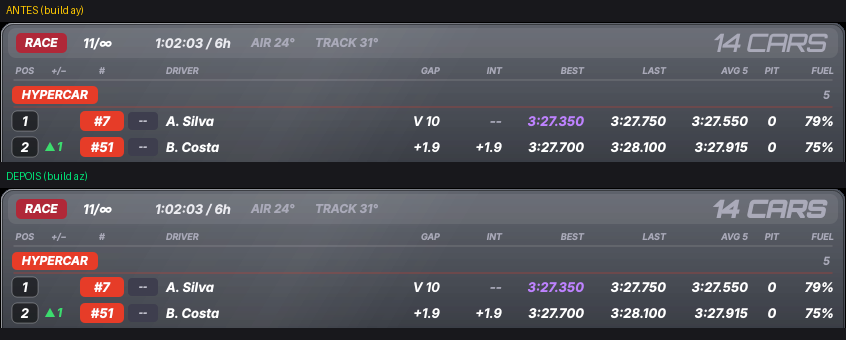 ANTES (build ay)
RACE 11/∞ 1:02:03 / 6h AIR 24° TRACK 31° 14 CARS
POS +/− # DRIVER GAP INT BEST LAST AVG 5 PIT FUEL
HYPERCAR 5
1 #7 -- A. Silva V 10 -- 3:27.350 3:27.750 3:27.550 0 79%
2 ▲1 #51 -- B. Costa +1.9 +1.9 3:27.700 3:28.100 3:27.915 0 75%
DEPOIS (build az)
RACE 11/∞ 1:02:03 / 6h AIR 24° TRACK 31° 14 CARS
POS +/− # DRIVER GAP INT BEST LAST AVG 5 PIT FUEL
HYPERCAR 5
1 #7 -- A. Silva V 10 -- 3:27.350 3:27.750 3:27.550 0 79%
2 ▲1 #51 -- B. Costa +1.9 +1.9 3:27.700 3:28.100 3:27.915 0 75%